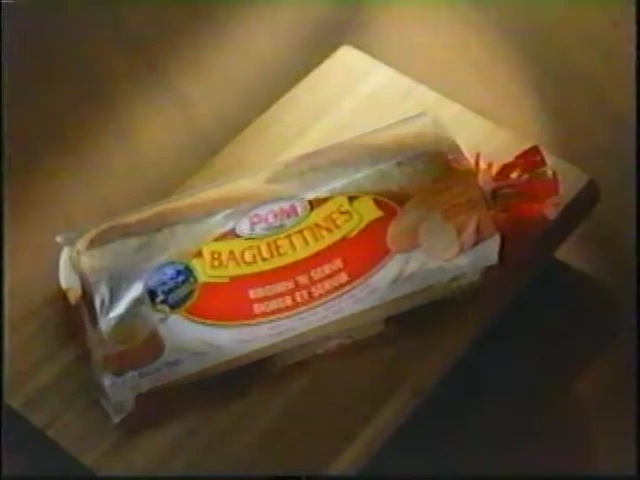 POM
BAGUETTINES
BROWN 'N SERVE
DORER ET SERVIR